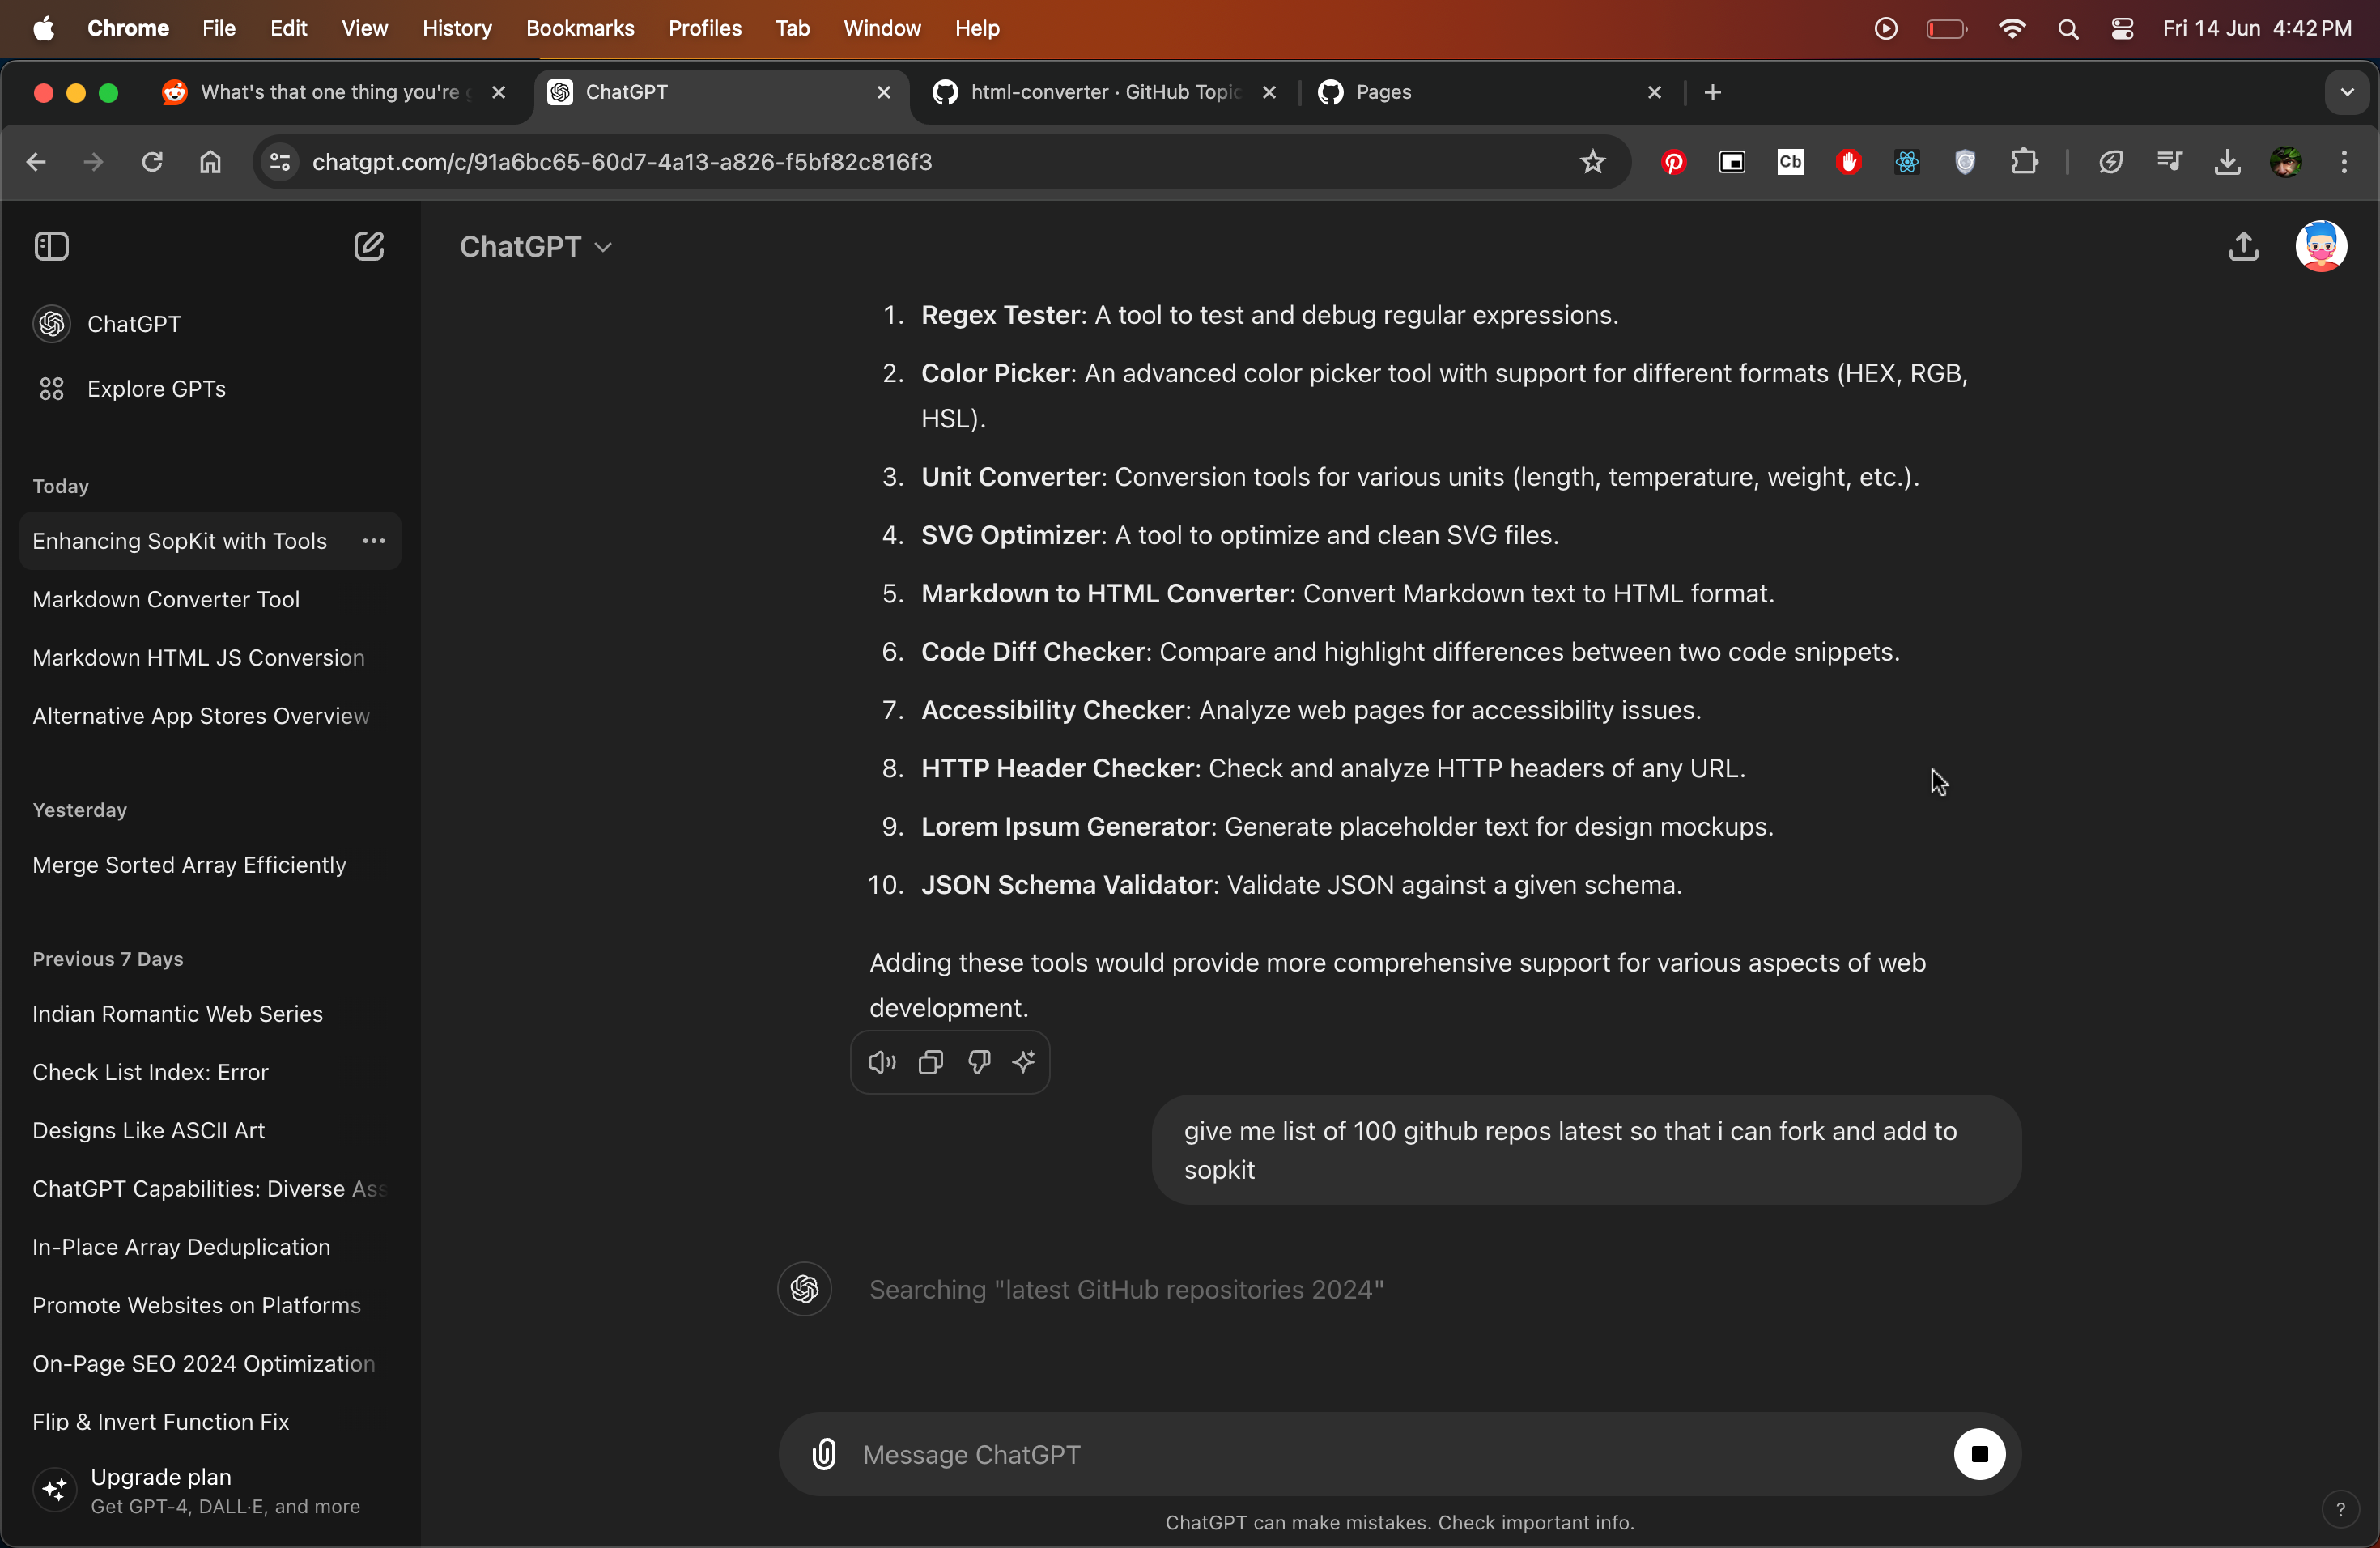 Chrome File Edit View History Bookmarks Profiles Tab Window Help Fri 14 Jun 4:42 PM
What's that one thing you're ChatGPT html-converter · GitHub Topic Pages
chatgpt.com/c/91a6bc65-60d7-4a13-a826-f5bf82c816f3 Cb
ChatGPT
Explore GPTs
Today
Enhancing SopKit with Tools
Markdown Converter Tool
Markdown HTML JS Conversion
Alternative App Stores Overview
Yesterday
Merge Sorted Array Efficiently
Previous 7 Days
Indian Romantic Web Series
Check List Index: Error
Designs Like ASCII Art
ChatGPT Capabilities: Diverse Ass
In-Place Array Deduplication
Promote Websites on Platforms
On-Page SEO 2024 Optimization
Flip & Invert Function Fix
Upgrade plan
Get GPT-4, DALL·E, and more
ChatGPT
1. Regex Tester: A tool to test and debug regular expressions.
2. Color Picker: An advanced color picker tool with support for different formats (HEX, RGB,
HSL).
3. Unit Converter: Conversion tools for various units (length, temperature, weight, etc.).
4. SVG Optimizer: A tool to optimize and clean SVG files.
5. Markdown to HTML Converter: Convert Markdown text to HTML format.
6. Code Diff Checker: Compare and highlight differences between two code snippets.
7. Accessibility Checker: Analyze web pages for accessibility issues.
8. HTTP Header Checker: Check and analyze HTTP headers of any URL.
9. Lorem Ipsum Generator: Generate placeholder text for design mockups.
10. JSON Schema Validator: Validate JSON against a given schema.
Adding these tools would provide more comprehensive support for various aspects of web
development.
give me list of 100 github repos latest so that i can fork and add to
sopkit
Searching "latest GitHub repositories 2024"
Message ChatGPT
ChatGPT can make mistakes. Check important info.
?